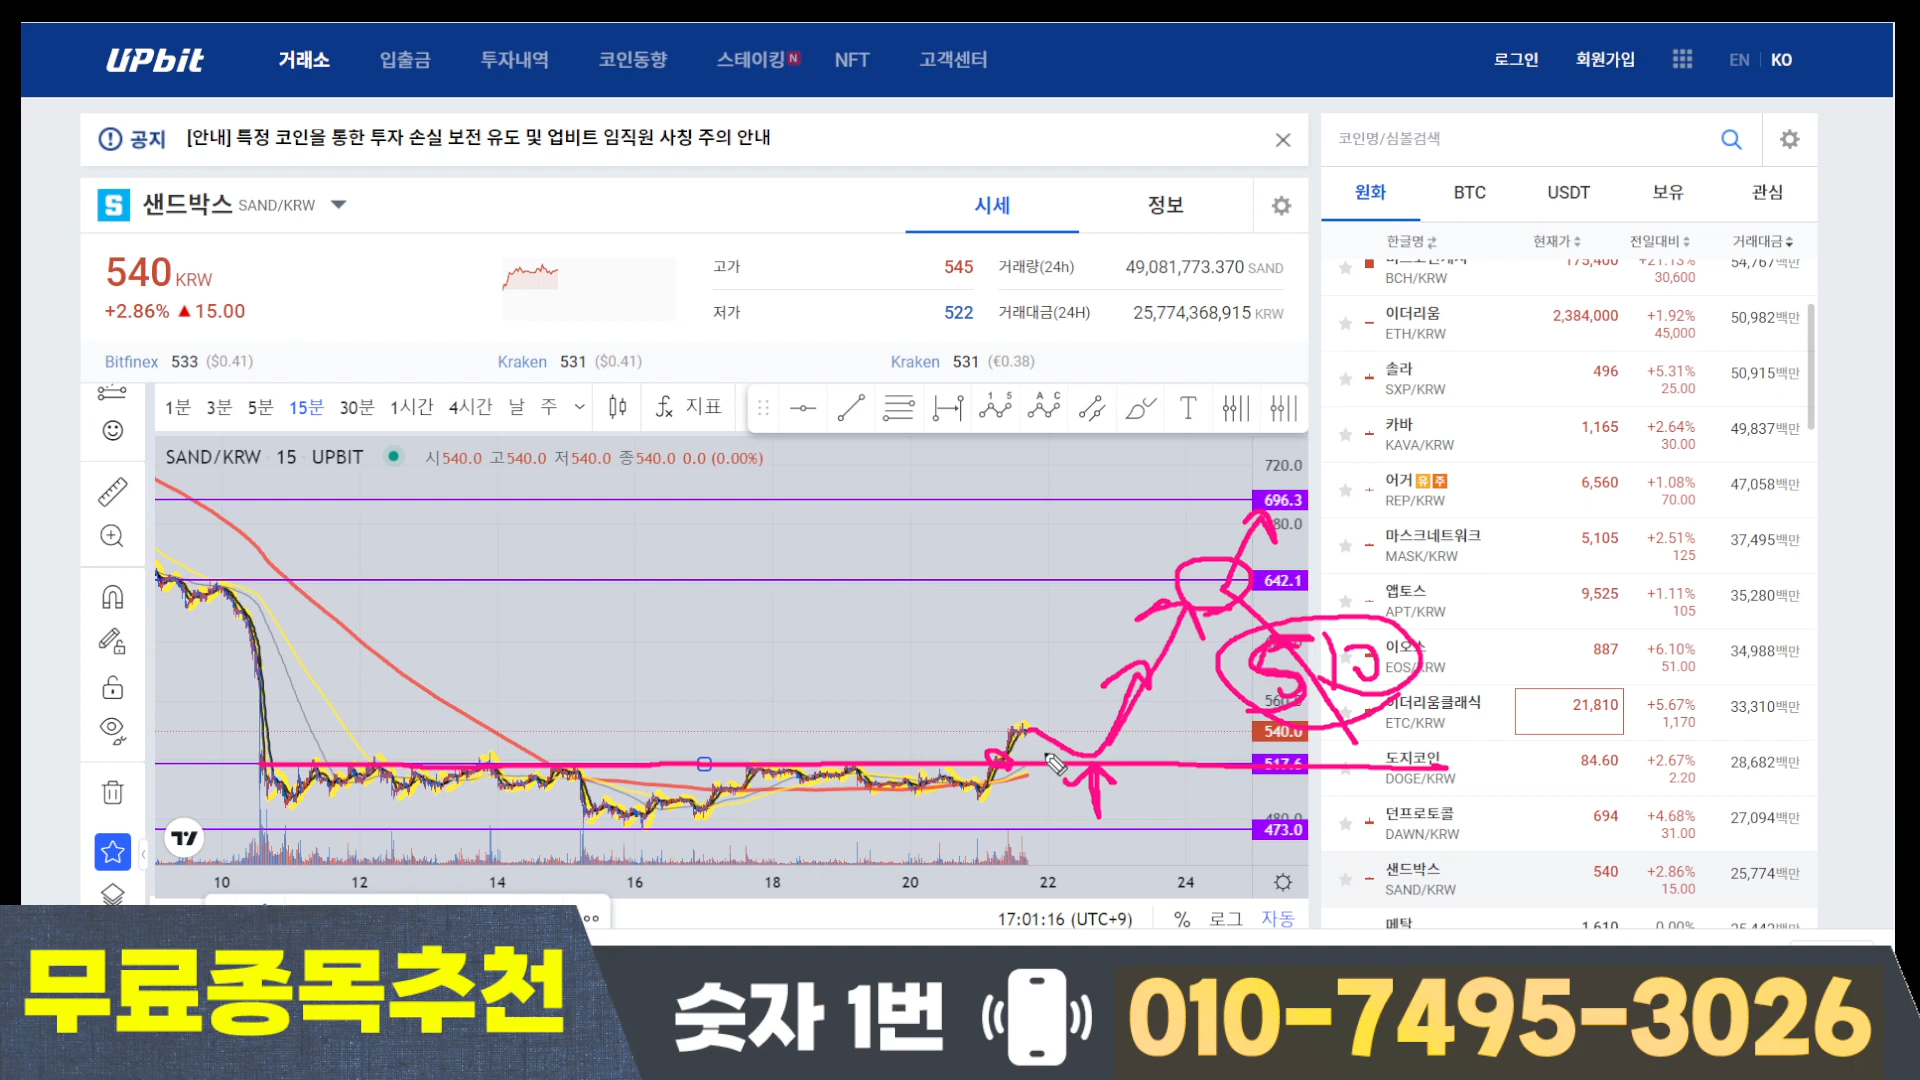 UPbit 거래소 입출금 투자내역 코인동향 스테이킹 N NFT 고객센터 로그인 회원가입 EN KO
공지 [안내] 특정 코인을 통한 투자 손실 보전 유도 및 업비트 임직원 사칭 주의 안내
코인명/심볼검색
S 샌드박스 SAND/KRW 시세 정보
원화 BTC USDT 보유 관심
한글명 현재가 전일대비 거래대금
540 KRW
+2.86% ▲ 15.00
고가 545 거래량(24h) 49,081,773.370 SAND
저가 522 거래대금(24H) 25,774,368,915 KRW
Bitfinex 533 ($0.41) Kraken 531 ($0.41) Kraken 531 (€0.38)
1분 3분 5분 15분 30분 1시간 4시간 날 주 지표
SAND/KRW 15 UPBIT 시540.0 고540.0 저540.0 종540.0 0.0 (0.00%)
720.0
696.3
642.1
540.0
517.6
473.0
10 12 14 16 18 20 22 24
17:01:16 (UTC+9) % 로그 자동
BCH/KRW 30,600
이더리움 2,384,000 +1.92% 50,982백만
ETH/KRW 45,000
솔라 496 +5.31% 50,915백만
SXP/KRW 25.00
카바 1,165 +2.64% 49,837백만
KAVA/KRW 30.00
어거 유 주 6,560 +1.08% 47,058백만
REP/KRW 70.00
마스크네트워크 5,105 +2.51% 37,495백만
MASK/KRW 125
앱토스 9,525 +1.11% 35,280백만
APT/KRW 105
이오스 887 +6.10% 34,988백만
EOS/KRW 51.00
이더리움클래식 21,810 +5.67% 33,310백만
ETC/KRW 1,170
도지코인 84.60 +2.67% 28,682백만
DOGE/KRW 2.20
던프로토콜 694 +4.68% 27,094백만
DAWN/KRW 31.00
샌드박스 540 +2.86% 25,774백만
SAND/KRW 15.00
무료종목추천
숫자 1번 010-7495-3026